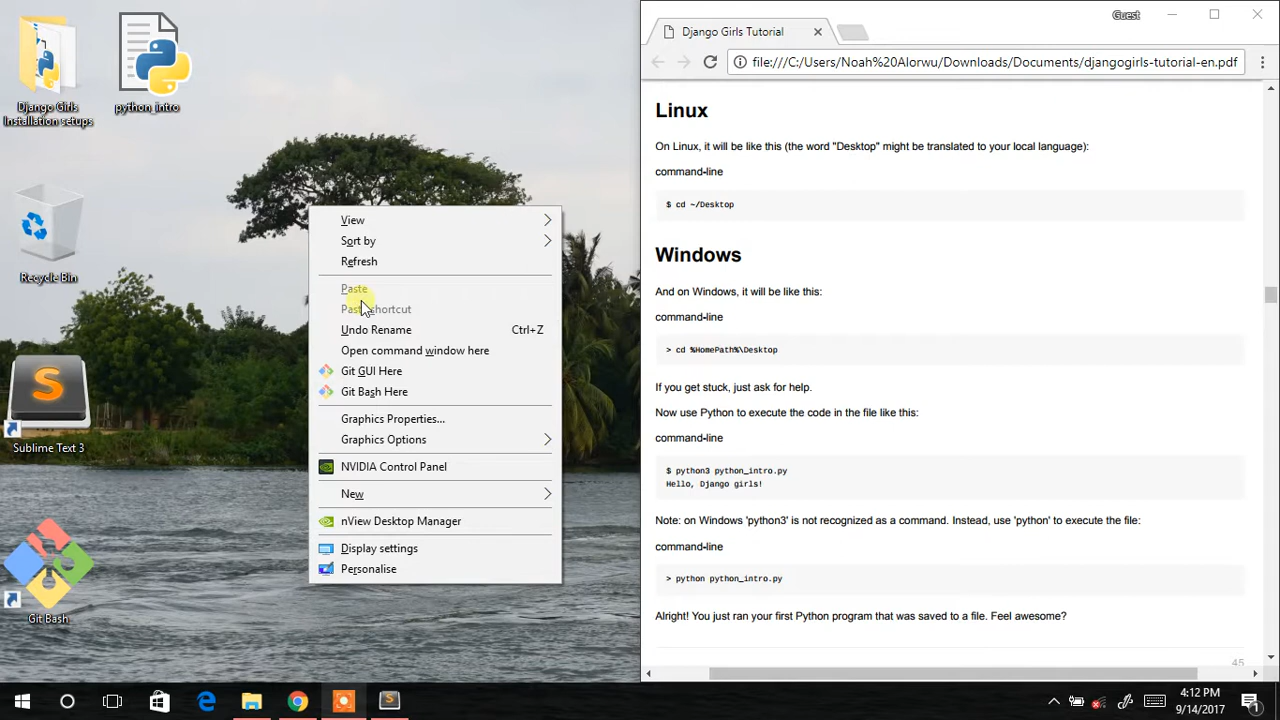 Guest
Django Girls Tutorial
file:///C:/Users/Noah%20Alorwu/Downloads/Documents/djangogirls-tutorial-en.pdf
Django Girls
Installation setups
python_intro
Recycle Bin
Sublime Text 3
Git Bash
View
Sort by
Refresh
Paste
Paste shortcut
Undo Rename Ctrl+Z
Open command window here
Git GUI Here
Git Bash Here
Graphics Properties...
Graphics Options
NVIDIA Control Panel
New
nView Desktop Manager
Display settings
Personalise
Linux
On Linux, it will be like this (the word "Desktop" might be translated to your local language):
command-line
$ cd ~/Desktop
Windows
And on Windows, it will be like this:
command-line
> cd %HomePath%\Desktop
If you get stuck, just ask for help.
Now use Python to execute the code in the file like this:
command-line
$ python3 python_intro.py
Hello, Django girls!
Note: on Windows 'python3' is not recognized as a command. Instead, use 'python' to execute the file:
command-line
> python python_intro.py
Alright! You just ran your first Python program that was saved to a file. Feel awesome?
45
4:12 PM
9/14/2017